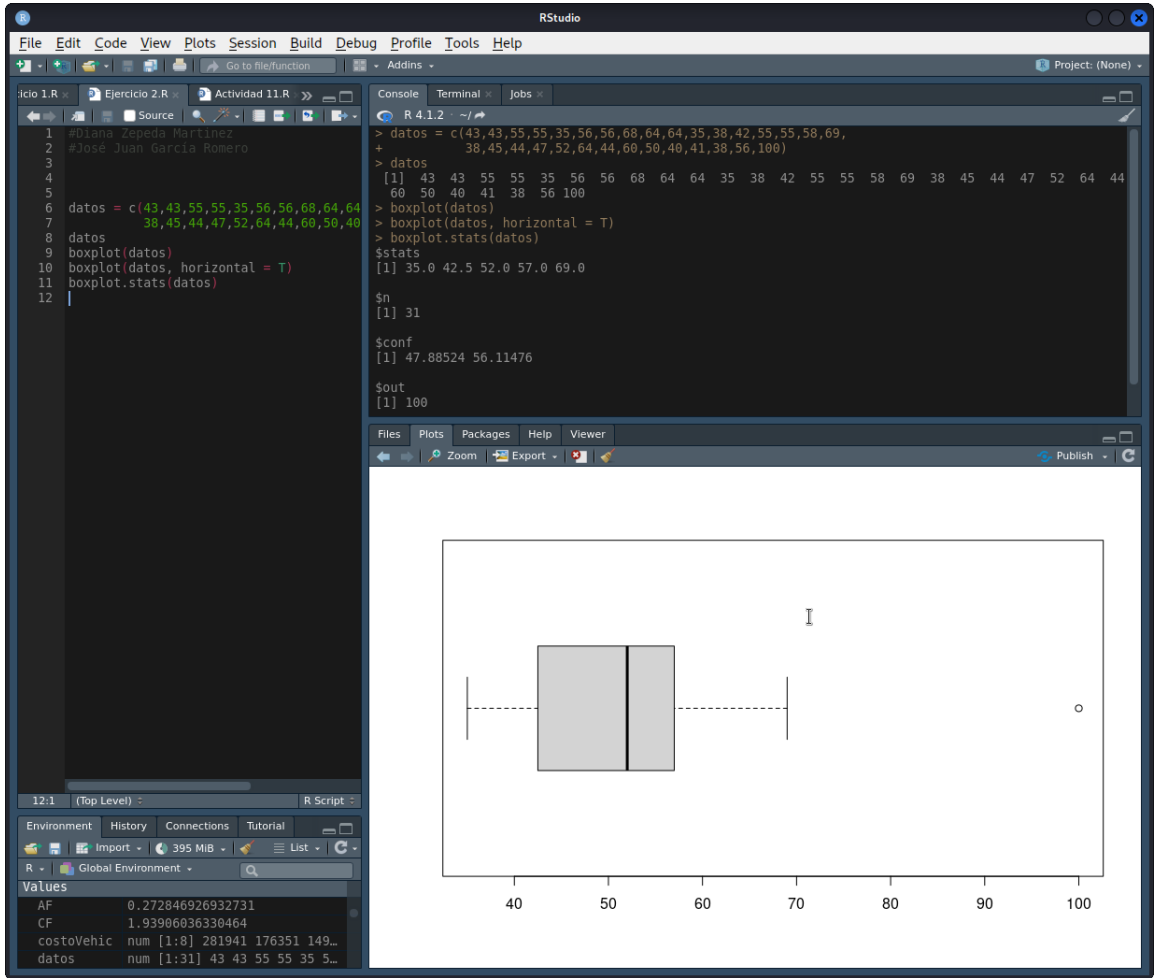 RStudio
File Edit Code View Plots Session Build Debug Profile Tools Help
Go to file/function Addins Project: (None)
icio 1.R Ejercicio 2.R Actividad 11.R
Source
1 #Diana Zepeda Martinez
2 #José Juan García Romero
3
4
5
6 datos = c(43,43,55,55,35,56,56,68,64,64
7 38,45,44,47,52,64,44,60,50,40
8 datos
9 boxplot(datos)
10 boxplot(datos, horizontal = T)
11 boxplot.stats(datos)
12
12:1 (Top Level) R Script
Environment History Connections Tutorial
Import 395 MiB List
R Global Environment
Values
AF 0.272846926932731
CF 1.93906036330464
costoVehic num [1:8] 281941 176351 149…
datos num [1:31] 43 43 55 55 35 5…
Console Terminal Jobs
R 4.1.2 · ~/
> datos = c(43,43,55,55,35,56,56,68,64,64,35,38,42,55,55,58,69,
+ 38,45,44,47,52,64,44,60,50,40,41,38,56,100)
> datos
[1] 43 43 55 55 35 56 56 68 64 64 35 38 42 55 55 58 69 38 45 44 47 52 64 44
60 50 40 41 38 56 100
> boxplot(datos)
> boxplot(datos, horizontal = T)
> boxplot.stats(datos)
$stats
[1] 35.0 42.5 52.0 57.0 69.0
$n
[1] 31
$conf
[1] 47.88524 56.11476
$out
[1] 100
Files Plots Packages Help Viewer
Zoom Export Publish
40 50 60 70 80 90 100